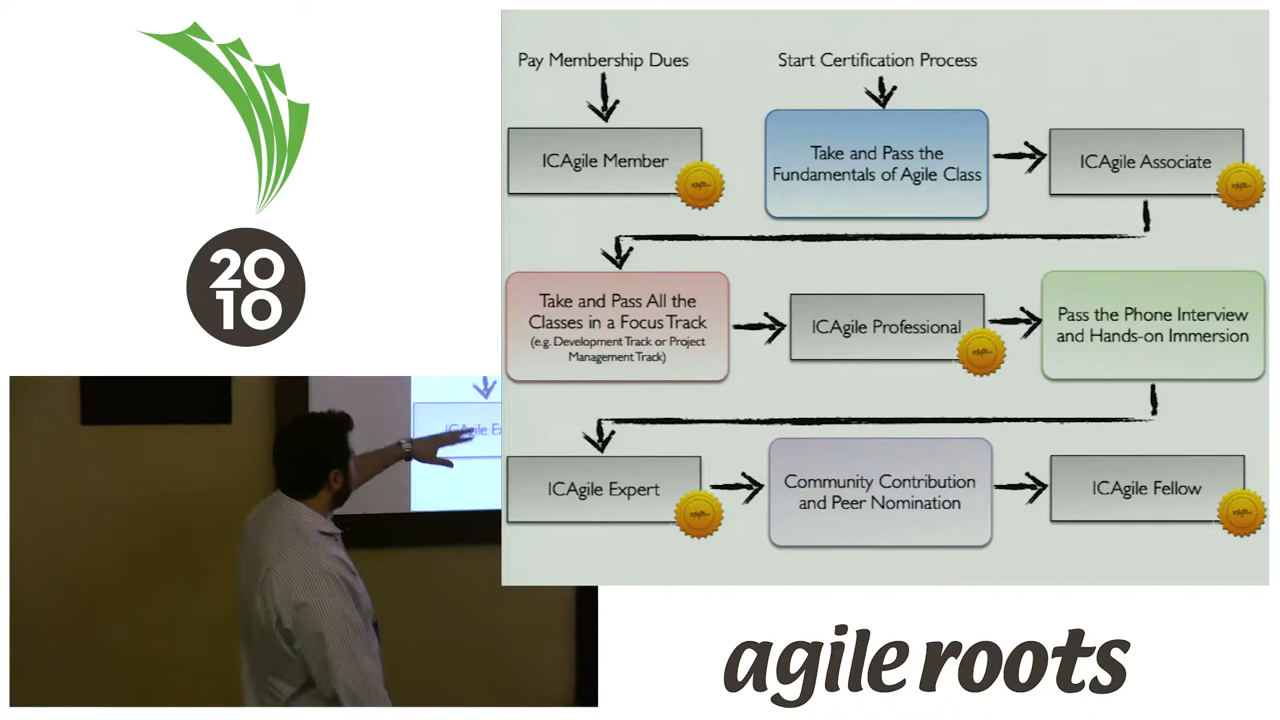 20
10
Pay Membership Dues
Start Certification Process
ICAgile Member
Take and Pass the
Fundamentals of Agile Class
ICAgile Associate
Take and Pass All the
Classes in a Focus Track
(e.g. Development Track or Project
Management Track)
ICAgile Professional
Pass the Phone Interview
and Hands-on Immersion
ICAgile Expert
Community Contribution
and Peer Nomination
ICAgile Fellow
ICAgile Ex
agile roots